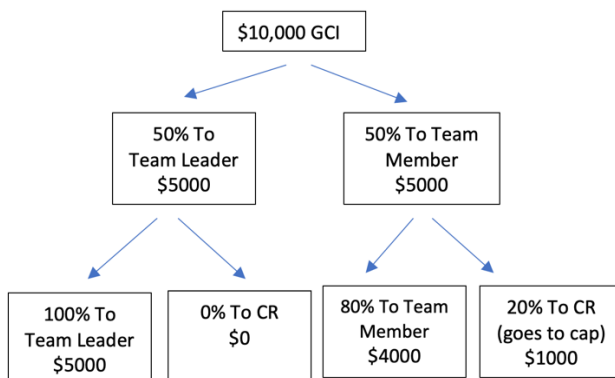 $10,000 GCI
50% To
Team Leader
$5000
50% To Team
Member
$5000
100% To
Team Leader
$5000
0% To CR
$0
80% To Team
Member
$4000
20% To CR
(goes to cap)
$1000